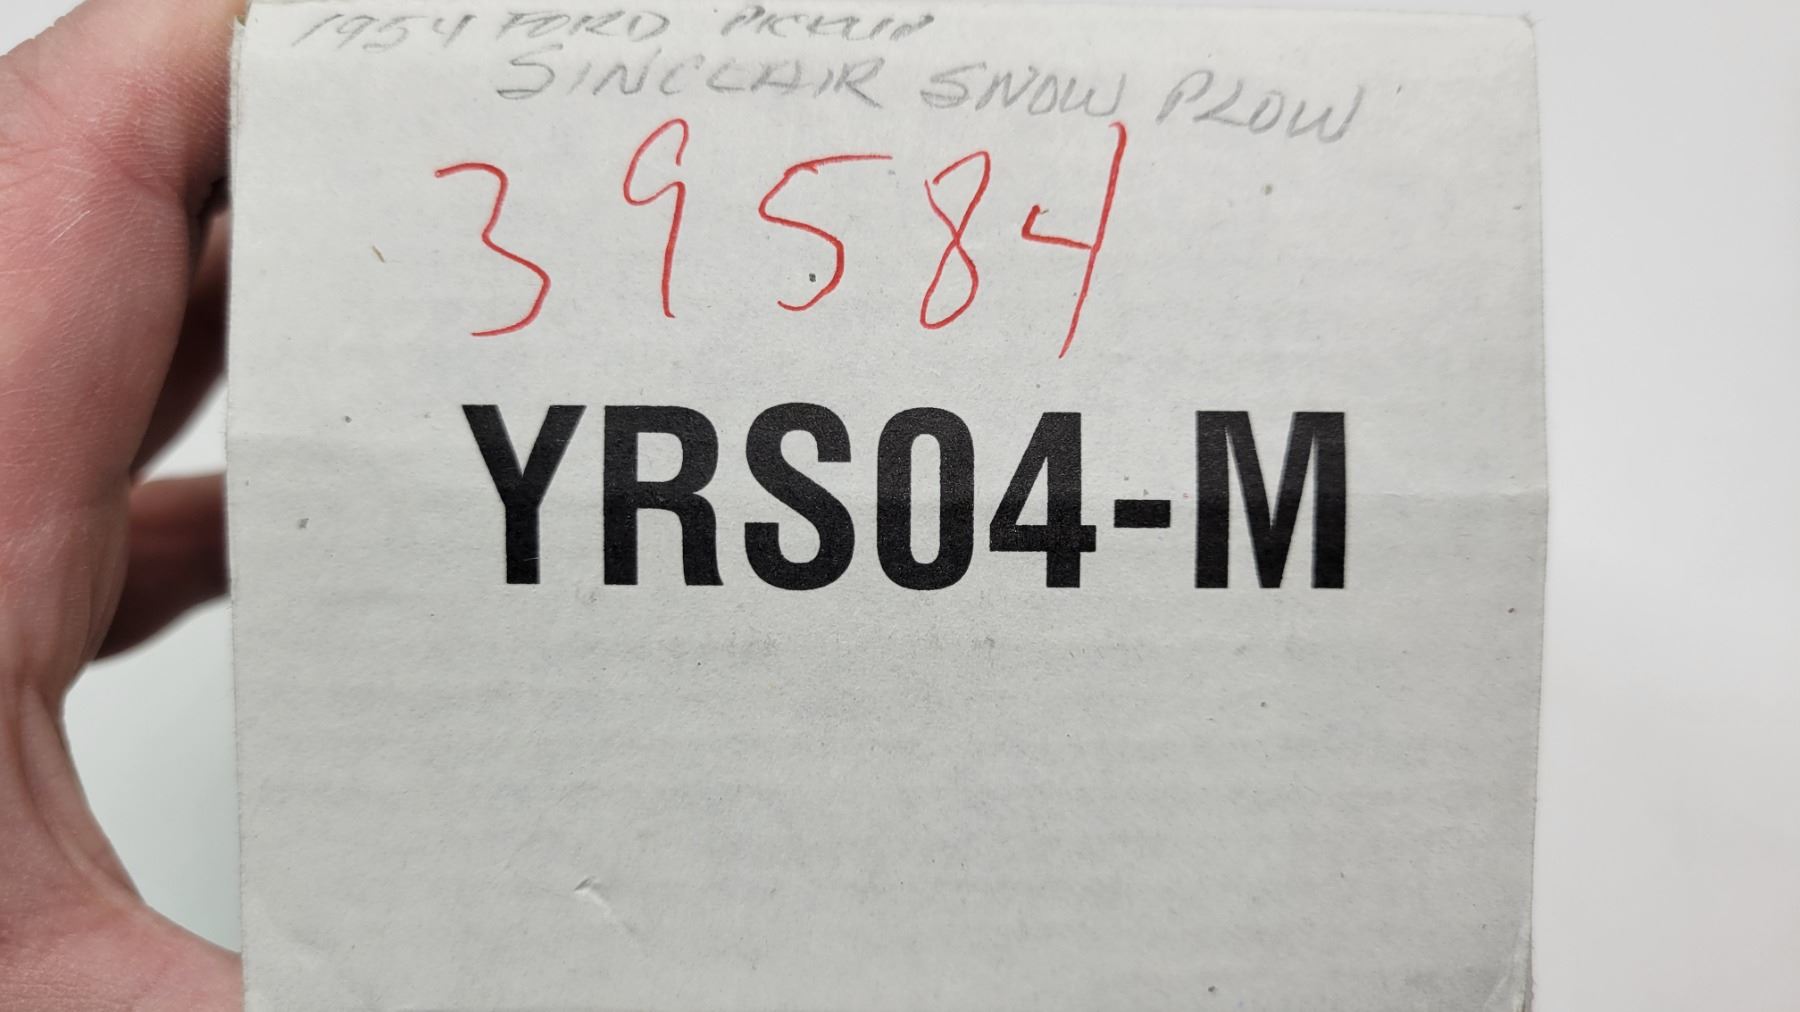 1954 FORD PICKUP
SINCLAIR SNOW PLOW
39584
YRS04-M